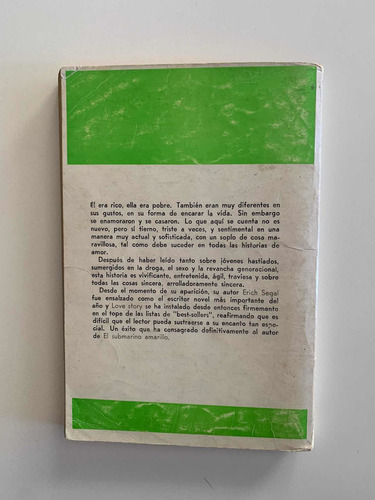 El era rico, ella era pobre. También eran muy diferentes en
sus gustos, en su forma de encarar la vida. Sin embargo
se enamoraron y se casaron. Lo que aquí se cuenta no es
nuevo, pero sí tierno, triste a veces, y sentimental en una
manera muy actual y sofisticada, con un soplo de cosa ma-
ravillosa, tal como debe suceder en todas las historias de
amor.
Después de haber leído tanto sobre jóvenes hastiados,
sumergidos en la droga, el sexo y la revancha generacional,
esta historia es vivificante, entretenida, ágil, traviesa y sobre
todas las cosas sincera, arrolladoramente sincera.
Desde el momento de su aparición, su autor Erich Segal
fue ensalzado como el escritor novel más importante del
año y Love story se ha instalado desde entonces firmemente
en el tope de las listas de "best-sellers", reafirmando que es
difícil que el lector pueda sustraerse a su encanto tan espe-
cial. Un éxito que ha consagrado definitivamente al autor
de El submarino amarillo.